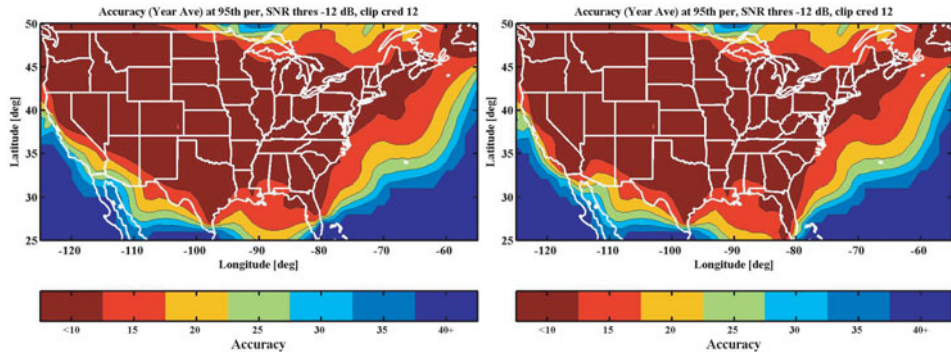 Accuracy (Year Ave) at 95th per, SNR thres -12 dB, clip cred 12
50
45
40
35
30
25
Latitude [deg]
-120 -110 -100 -90 -80 -70 -60
Longitude [deg]
<10 15 20 25 30 35 40+
Accuracy
Accuracy (Year Ave) at 95th per, SNR thres -12 dB, clip cred 12
50
45
40
35
30
25
Latitude [deg]
-120 -110 -100 -90 -80 -70 -60
Longitude [deg]
<10 15 20 25 30 35 40+
Accuracy